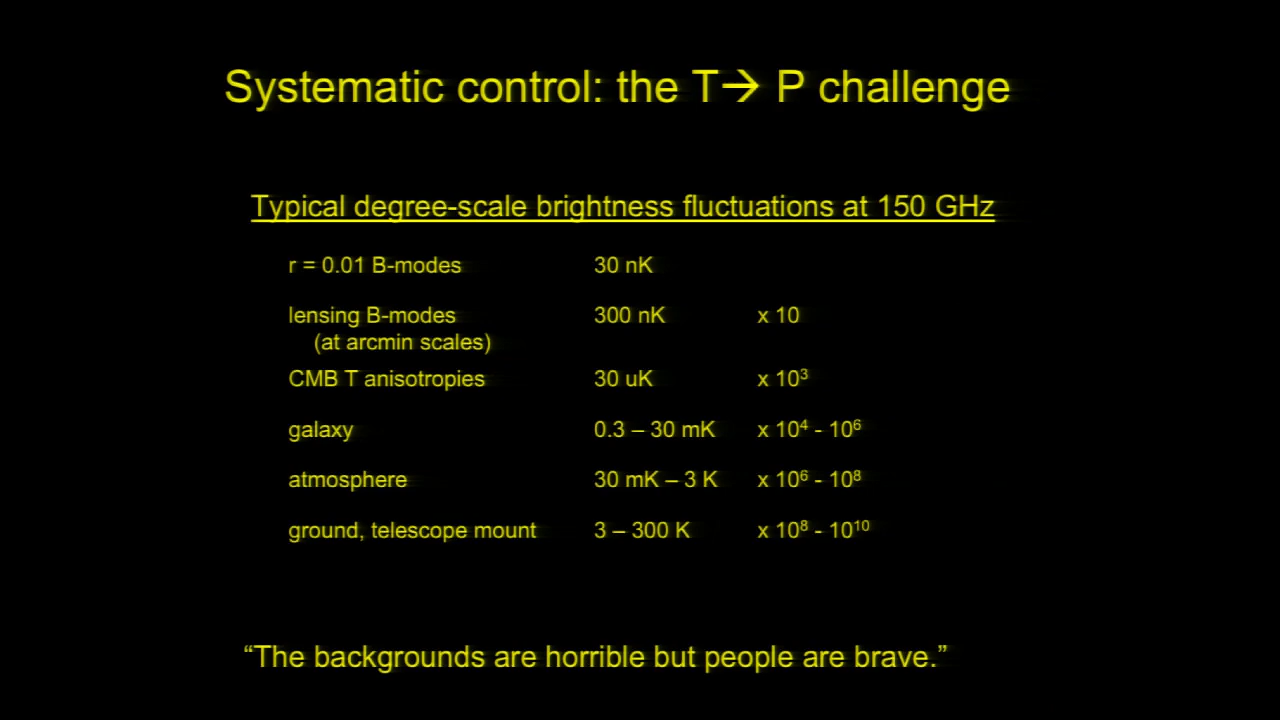 Systematic control: the T→ P challenge
Typical degree-scale brightness fluctuations at 150 GHz
r = 0.01 B-modes 30 nK
lensing B-modes 300 nK x 10
(at arcmin scales)
CMB T anisotropies 30 uK x 10³
galaxy 0.3 – 30 mK x 10⁴ - 10⁶
atmosphere 30 mK – 3 K x 10⁶ - 10⁸
ground, telescope mount 3 – 300 K x 10⁸ - 10¹⁰
“The backgrounds are horrible but people are brave.”